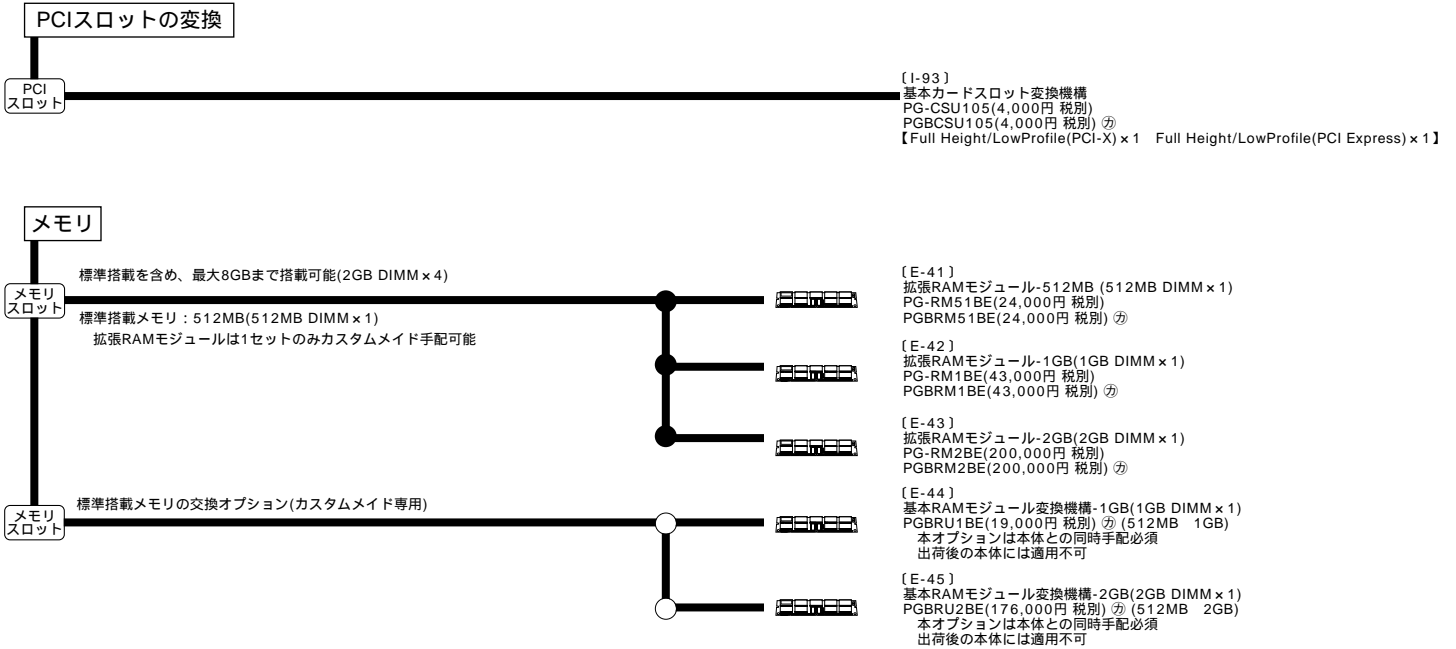 PCIスロットの変換
PCI
スロット
〔I-93〕
基本カードスロット変換機構
PG-CSU105(4,000円 税別)
PGBCSU105(4,000円 税別) ㋕
【Full Height/LowProfile(PCI-X)×1　Full Height/LowProfile(PCI Express)×1】
メモリ
メモリ
スロット
標準搭載を含め、最大8GBまで搭載可能(2GB DIMM×4)
標準搭載メモリ：512MB(512MB DIMM×1)
拡張RAMモジュールは1セットのみカスタムメイド手配可能
〔E-41〕
拡張RAMモジュール-512MB (512MB DIMM×1)
PG-RM51BE(24,000円 税別)
PGBRM51BE(24,000円 税別) ㋕
〔E-42〕
拡張RAMモジュール-1GB(1GB DIMM×1)
PG-RM1BE(43,000円 税別)
PGBRM1BE(43,000円 税別) ㋕
〔E-43〕
拡張RAMモジュール-2GB(2GB DIMM×1)
PG-RM2BE(200,000円 税別)
PGBRM2BE(200,000円 税別) ㋕
メモリ
スロット
標準搭載メモリの交換オプション(カスタムメイド専用)
〔E-44〕
基本RAMモジュール変換機構-1GB(1GB DIMM×1)
PGBRU1BE(19,000円 税別) ㋕ (512MB　1GB)
本オプションは本体との同時手配必須
出荷後の本体には適用不可
〔E-45〕
基本RAMモジュール変換機構-2GB(2GB DIMM×1)
PGBRU2BE(176,000円 税別) ㋕ (512MB　2GB)
本オプションは本体との同時手配必須
出荷後の本体には適用不可